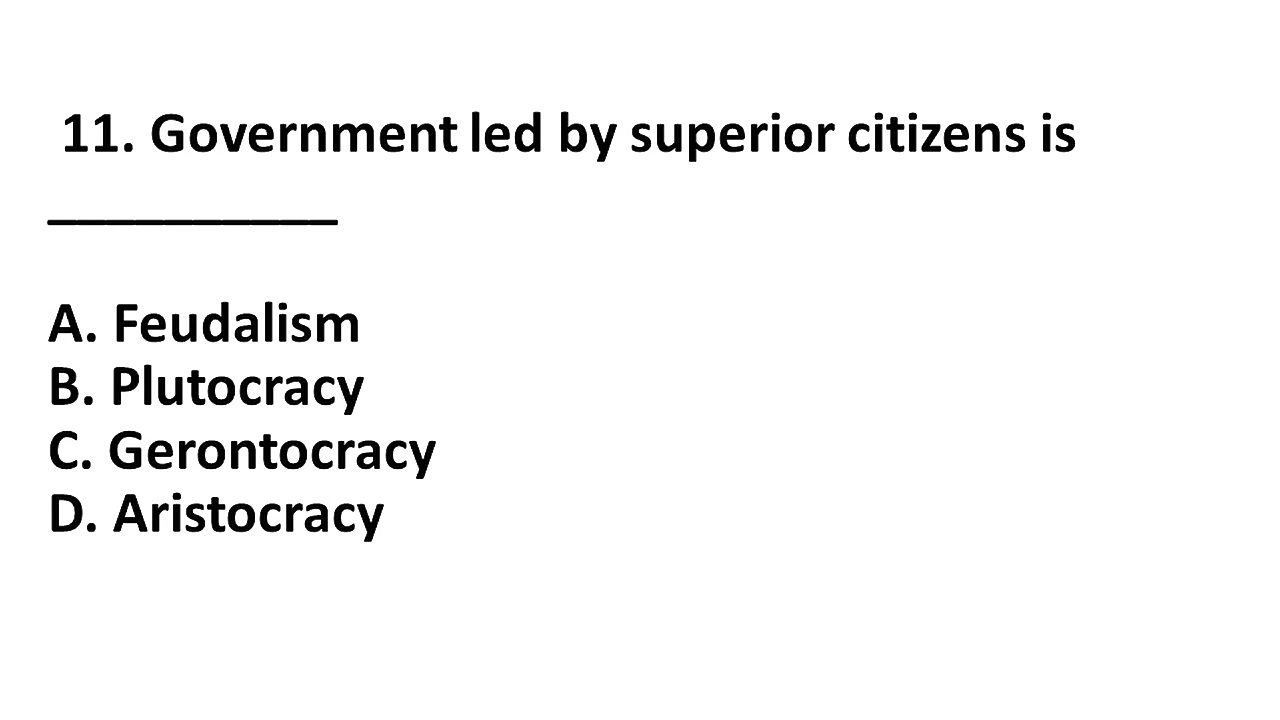 11. Government led by superior citizens is
__________
A. Feudalism
B. Plutocracy
C. Gerontocracy
D. Aristocracy